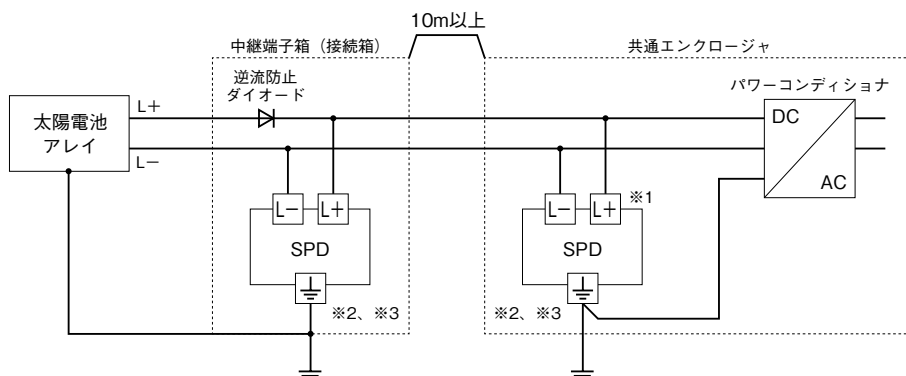 10m以上
中継端子箱（接続箱）
共通エンクロージャ
逆流防止
ダイオード
パワーコンディショナ
太陽電池
アレイ
L+
L−
DC
AC
L−
L+
SPD
※2、※3
L−
L+
※1
SPD
※2、※3